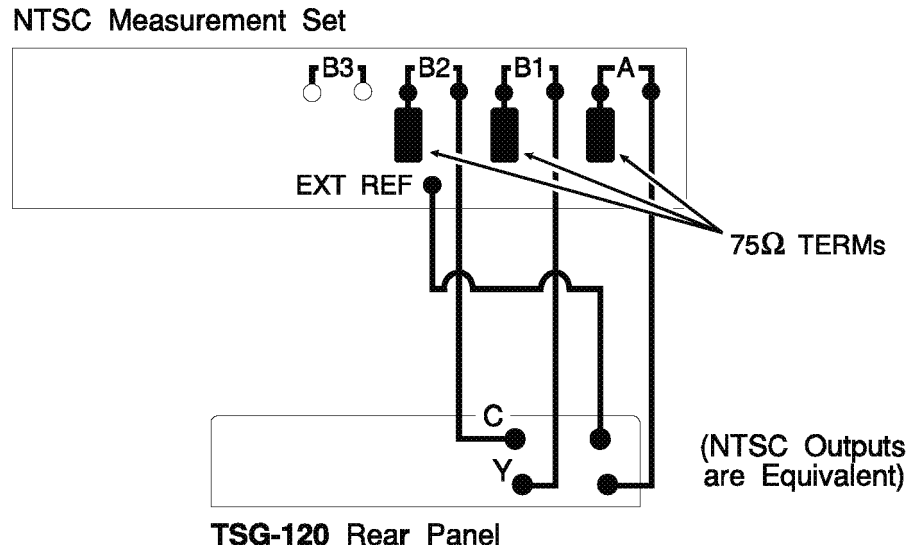 NTSC Measurement Set
B3 B2 B1 A
EXT REF
75Ω TERMs
C
Y
(NTSC Outputs
are Equivalent)
TSG-120 Rear Panel